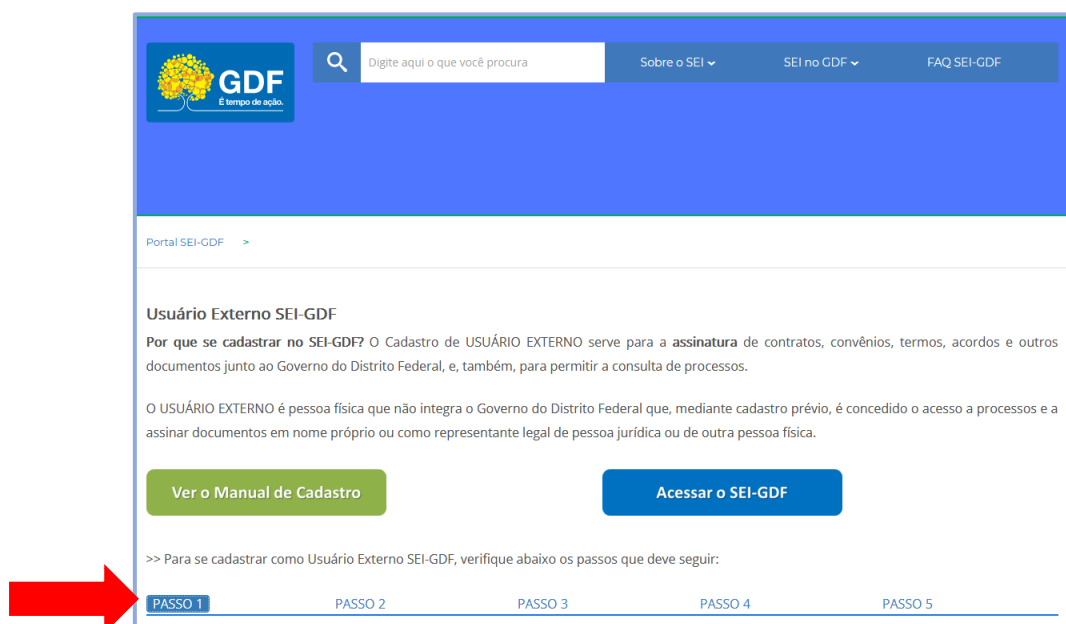 GDF
É tempo de ação.
Digite aqui o que você procura
Sobre o SEI
SEI no GDF
FAQ SEI-GDF
Portal SEI-GDF >
Usuário Externo SEI-GDF
Por que se cadastrar no SEI-GDF? O Cadastro de USUÁRIO EXTERNO serve para a assinatura de contratos, convênios, termos, acordos e outros
documentos junto ao Governo do Distrito Federal, e, também, para permitir a consulta de processos.
O USUÁRIO EXTERNO é pessoa física que não integra o Governo do Distrito Federal que, mediante cadastro prévio, é concedido o acesso a processos e a
assinar documentos em nome próprio ou como representante legal de pessoa jurídica ou de outra pessoa física.
Ver o Manual de Cadastro
Acessar o SEI-GDF
>> Para se cadastrar como Usuário Externo SEI-GDF, verifique abaixo os passos que deve seguir:
PASSO 1
PASSO 2
PASSO 3
PASSO 4
PASSO 5